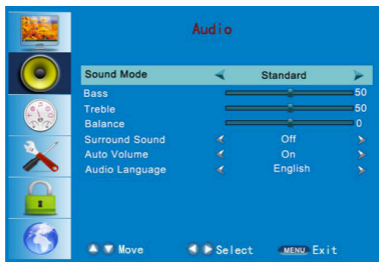 Audio
Sound Mode Standard
Bass 50
Treble 50
Balance 0
Surround Sound Off
Auto Volume On
Audio Language English
Move Select MENU Exit